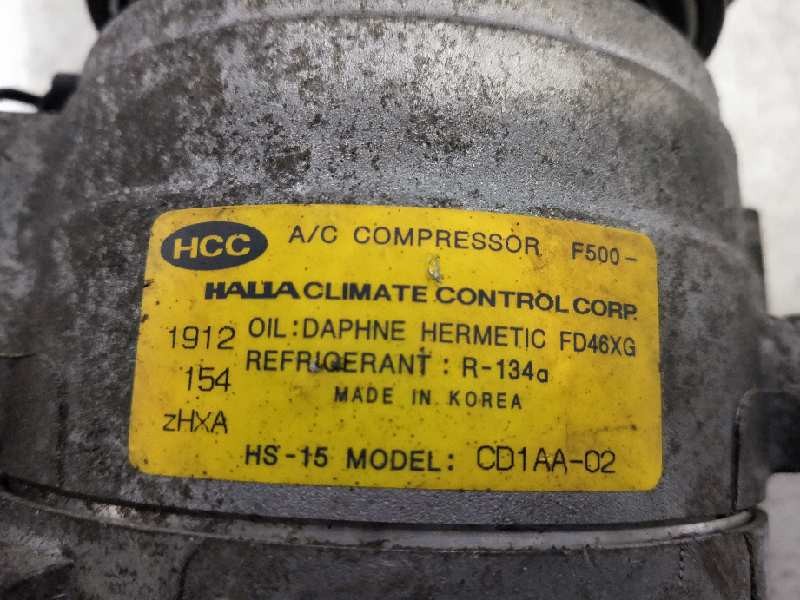 HCC A/C COMPRESSOR F500-
HALLA CLIMATE CONTROL CORP.
1912 OIL:DAPHNE HERMETIC FD46XG
REFRIGERANT : R-134a
154 MADE IN KOREA
zHXA
HS-15 MODEL: CD1AA-02